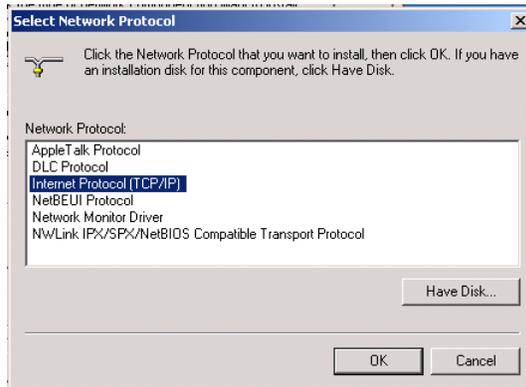 Select Network Protocol
Click the Network Protocol that you want to install, then click OK. If you have
an installation disk for this component, click Have Disk.
Network Protocol:
AppleTalk Protocol
DLC Protocol
Internet Protocol (TCP/IP)
NetBEUI Protocol
Network Monitor Driver
NWLink IPX/SPX/NetBIOS Compatible Transport Protocol
Have Disk...
OK
Cancel